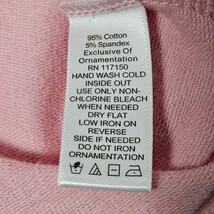 95% Cotton
5% Spandex
Exclusive Of
Ornamentation
RN 117150
HAND WASH COLD
INSIDE OUT
USE ONLY NON-
CHLORINE BLEACH
WHEN NEEDED
DRY FLAT
LOW IRON ON
REVERSE
SIDE IF NEEDED
DO NOT IRON
ORNAMENTATION